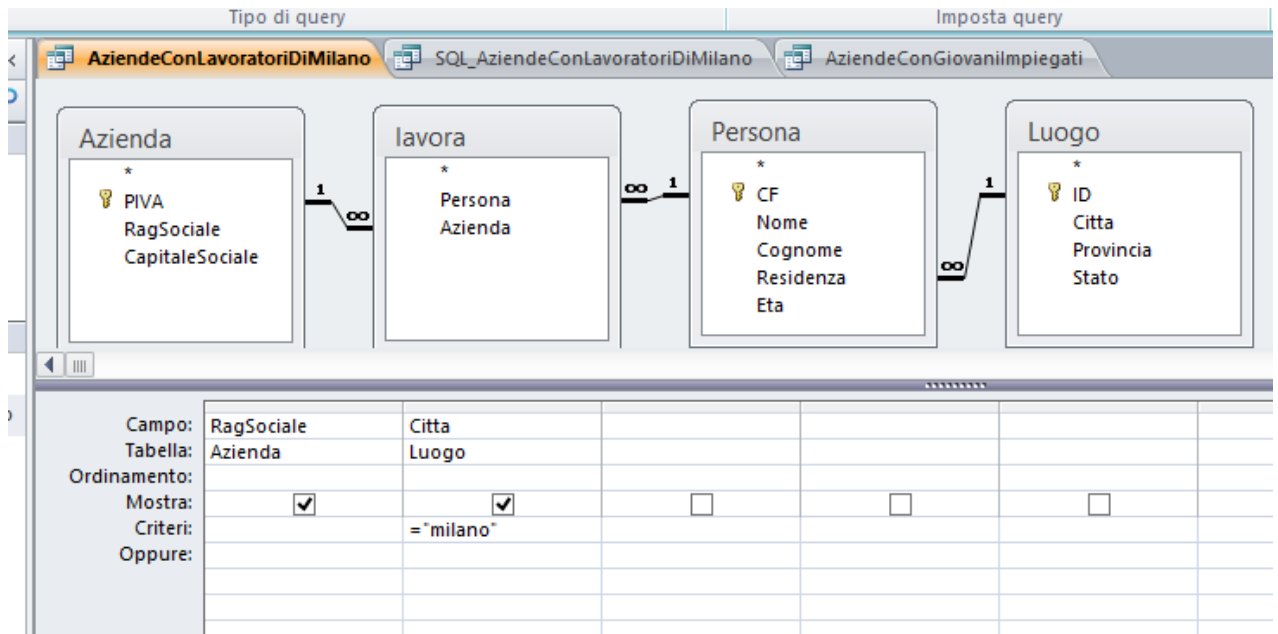 Tipo di query
Imposta query
AziendeConLavoratoriDiMilano
SQL_AziendeConLavoratoriDiMilano
AziendeConGiovaniImpiegati
Azienda
*
PIVA
RagSociale
CapitaleSociale
1
∞
lavora
*
Persona
Azienda
∞
1
Persona
*
CF
Nome
Cognome
Residenza
Eta
∞
1
Luogo
*
ID
Citta
Provincia
Stato
Campo: RagSociale Citta
Tabella: Azienda Luogo
Ordinamento:
Mostra:
Criteri: ="milano"
Oppure: